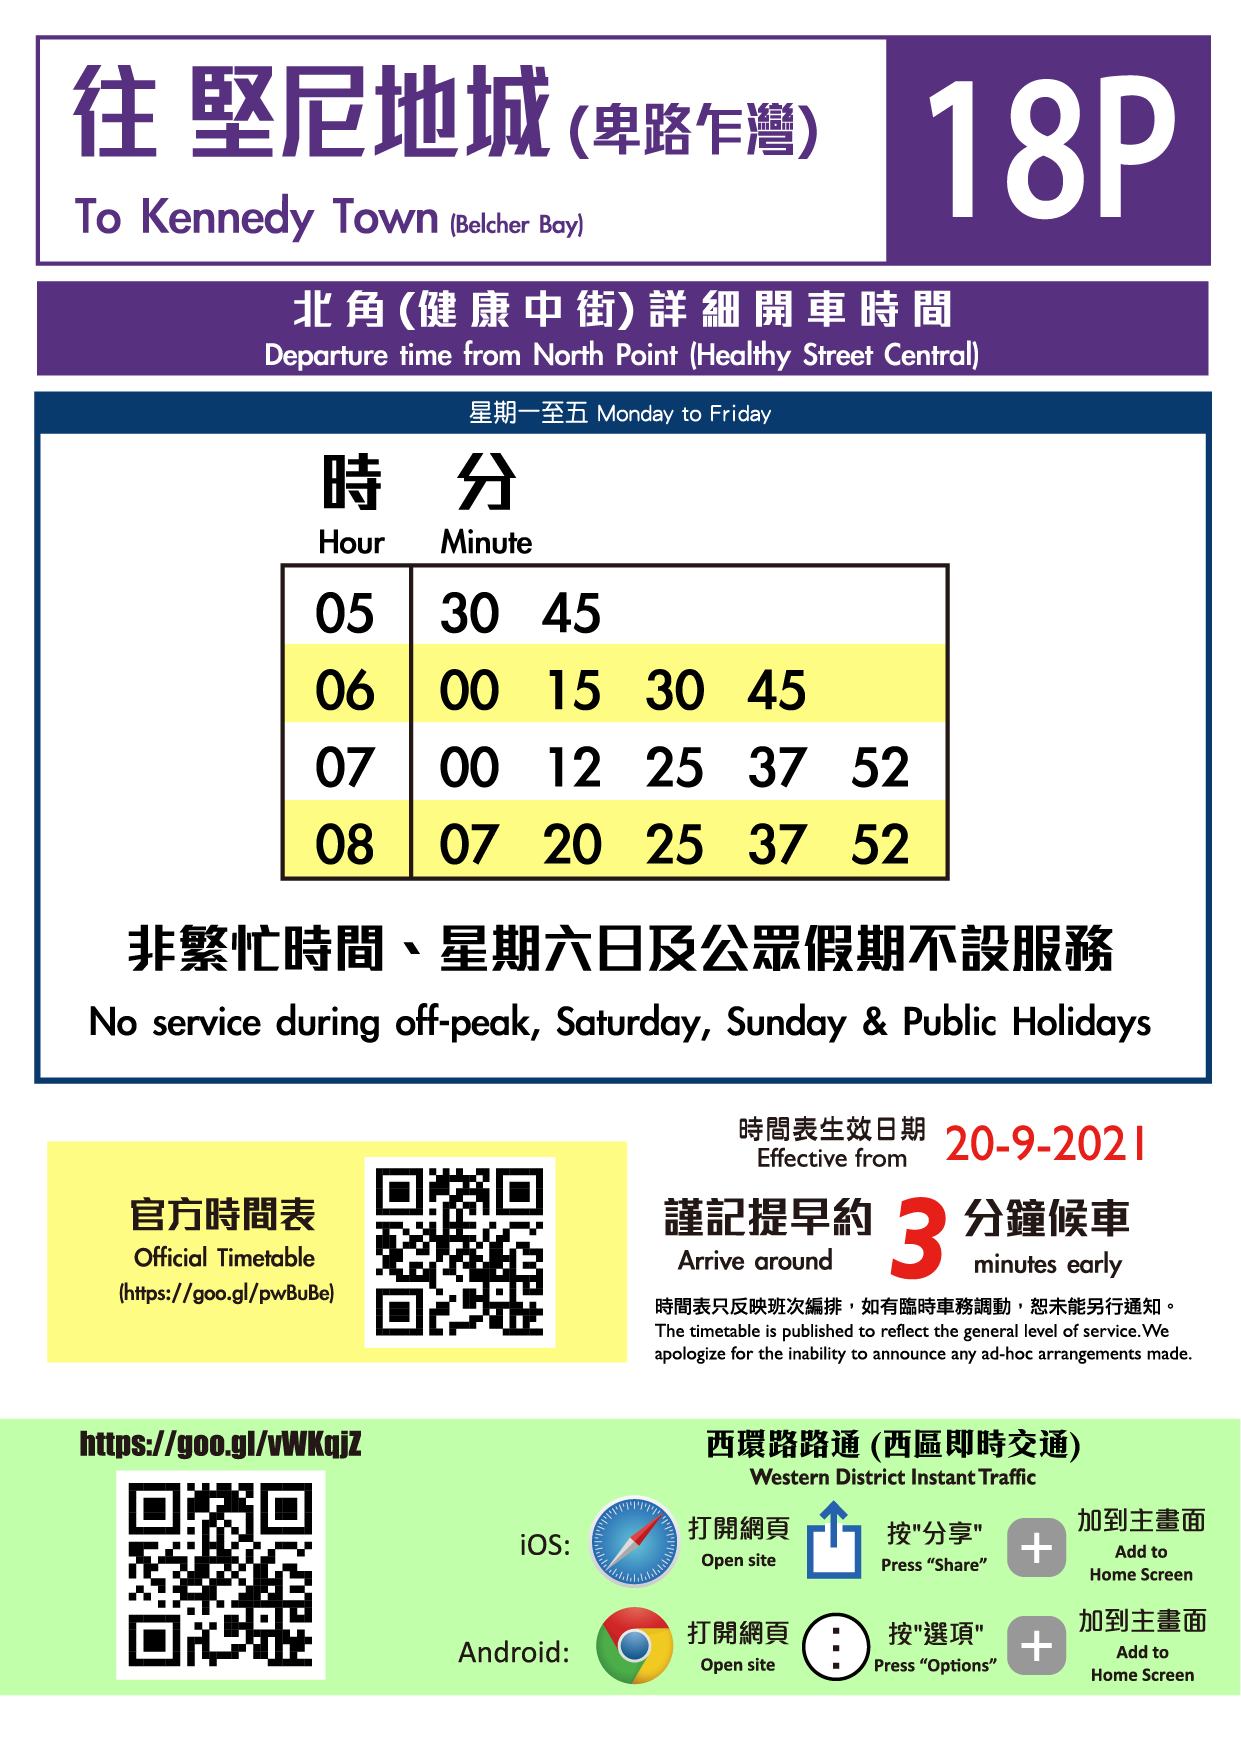 往 堅尼地城 (卑路乍灣)
To Kennedy Town (Belcher Bay)
18P
北角(健康中街)詳細開車時間
Departure time from North Point (Healthy Street Central)
星期一至五 Monday to Friday
時 分
Hour Minute
05 30 45
06 00 15 30 45
07 00 12 25 37 52
08 07 20 25 37 52
非繁忙時間、星期六日及公眾假期不設服務
No service during off-peak, Saturday, Sunday & Public Holidays
時間表生效日期
Effective from
20-9-2021
官方時間表
Official Timetable
(https://goo.gl/pwBuBe)
謹記提早約 3 分鐘候車
Arrive around minutes early
時間表只反映班次編排，如有臨時車務調動，恕未能另行通知。
The timetable is published to reflect the general level of service. We
apologize for the inability to announce any ad-hoc arrangements made.
https://goo.gl/vWKqjZ
西環路路通 (西區即時交通)
Western District Instant Traffic
iOS:
打開網頁
Open site
按"分享"
Press “Share”
加到主畫面
Add to
Home Screen
Android:
打開網頁
Open site
按"選項"
Press “Options”
加到主畫面
Add to
Home Screen